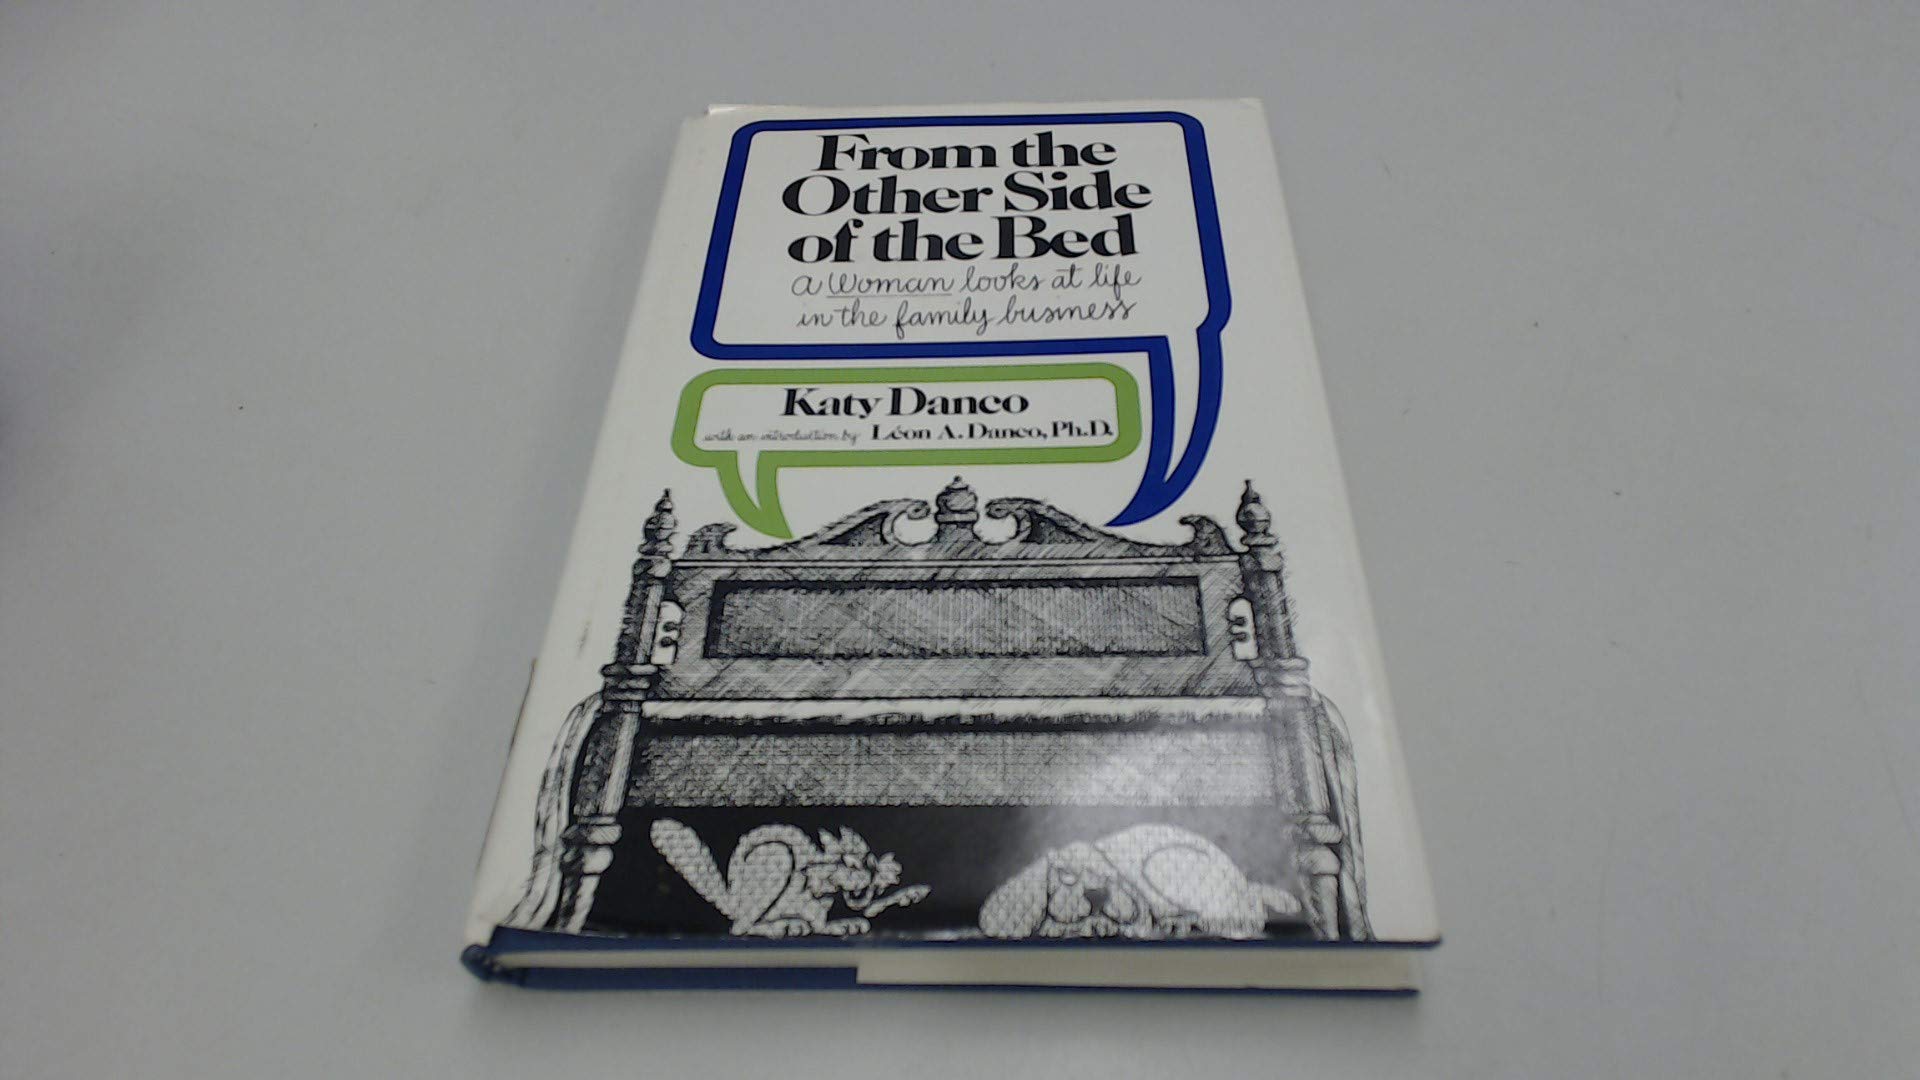 From the
Other Side
of the Bed
a Woman looks at life
in the family business
Katy Danco
with an introduction by Léon A. Danco, Ph.D.